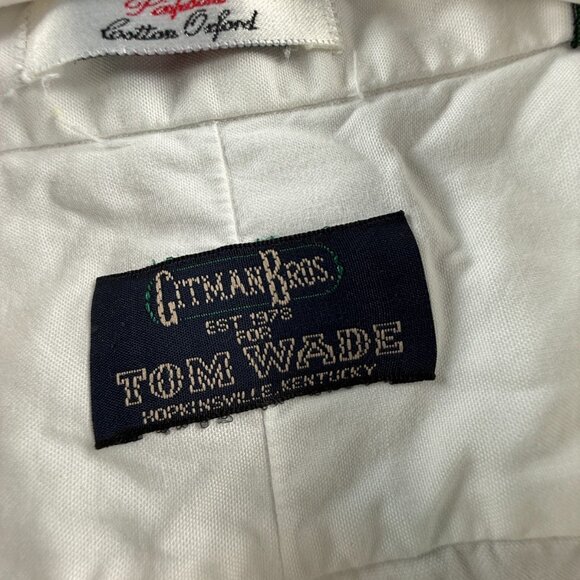 Cotton Oxford
GITMAN BROS.
EST 1978
FOR
TOM WADE
HOPKINSVILLE, KENTUCKY